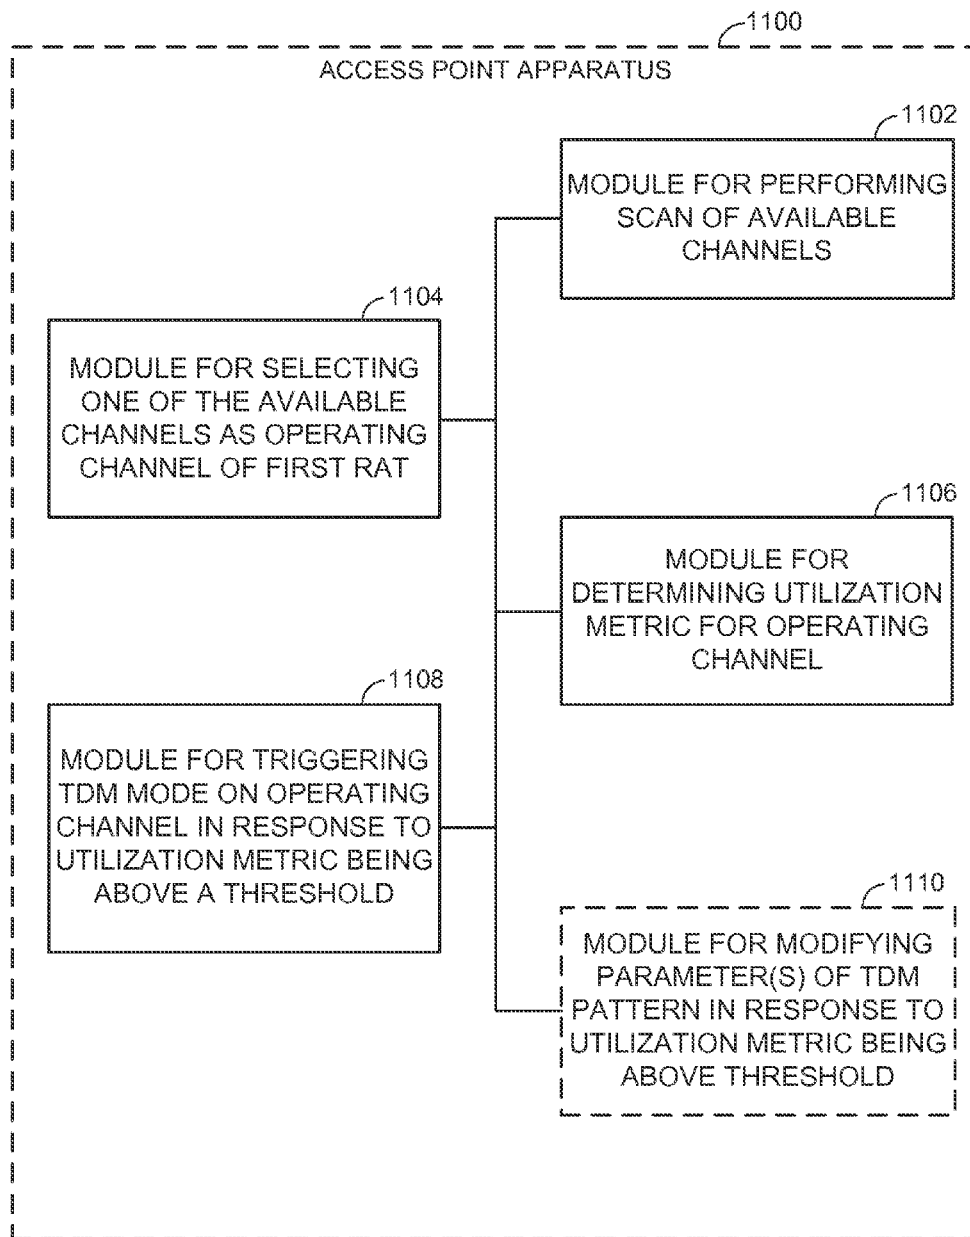 1100
ACCESS POINT APPARATUS
1102
MODULE FOR PERFORMING
SCAN OF AVAILABLE
CHANNELS
1104
MODULE FOR SELECTING
ONE OF THE AVAILABLE
CHANNELS AS OPERATING
CHANNEL OF FIRST RAT
1106
MODULE FOR
DETERMINING UTILIZATION
METRIC FOR OPERATING
CHANNEL
1108
MODULE FOR TRIGGERING
TDM MODE ON OPERATING
CHANNEL IN RESPONSE TO
UTILIZATION METRIC BEING
ABOVE A THRESHOLD
1110
MODULE FOR MODIFYING
PARAMETER(S) OF TDM
PATTERN IN RESPONSE TO
UTILIZATION METRIC BEING
ABOVE THRESHOLD